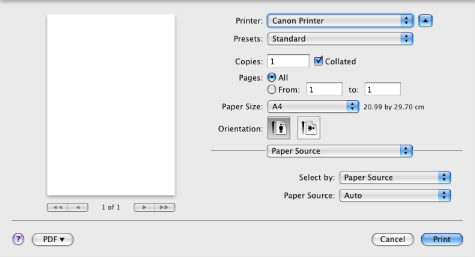 Printer: Canon Printer
Presets: Standard
Copies: 1 Collated
Pages: All
From: 1 to: 1
Paper Size: A4 20.99 by 29.70 cm
Orientation:
Paper Source
Select by: Paper Source
Paper Source: Auto
1 of 1
? PDF ▾ Cancel Print